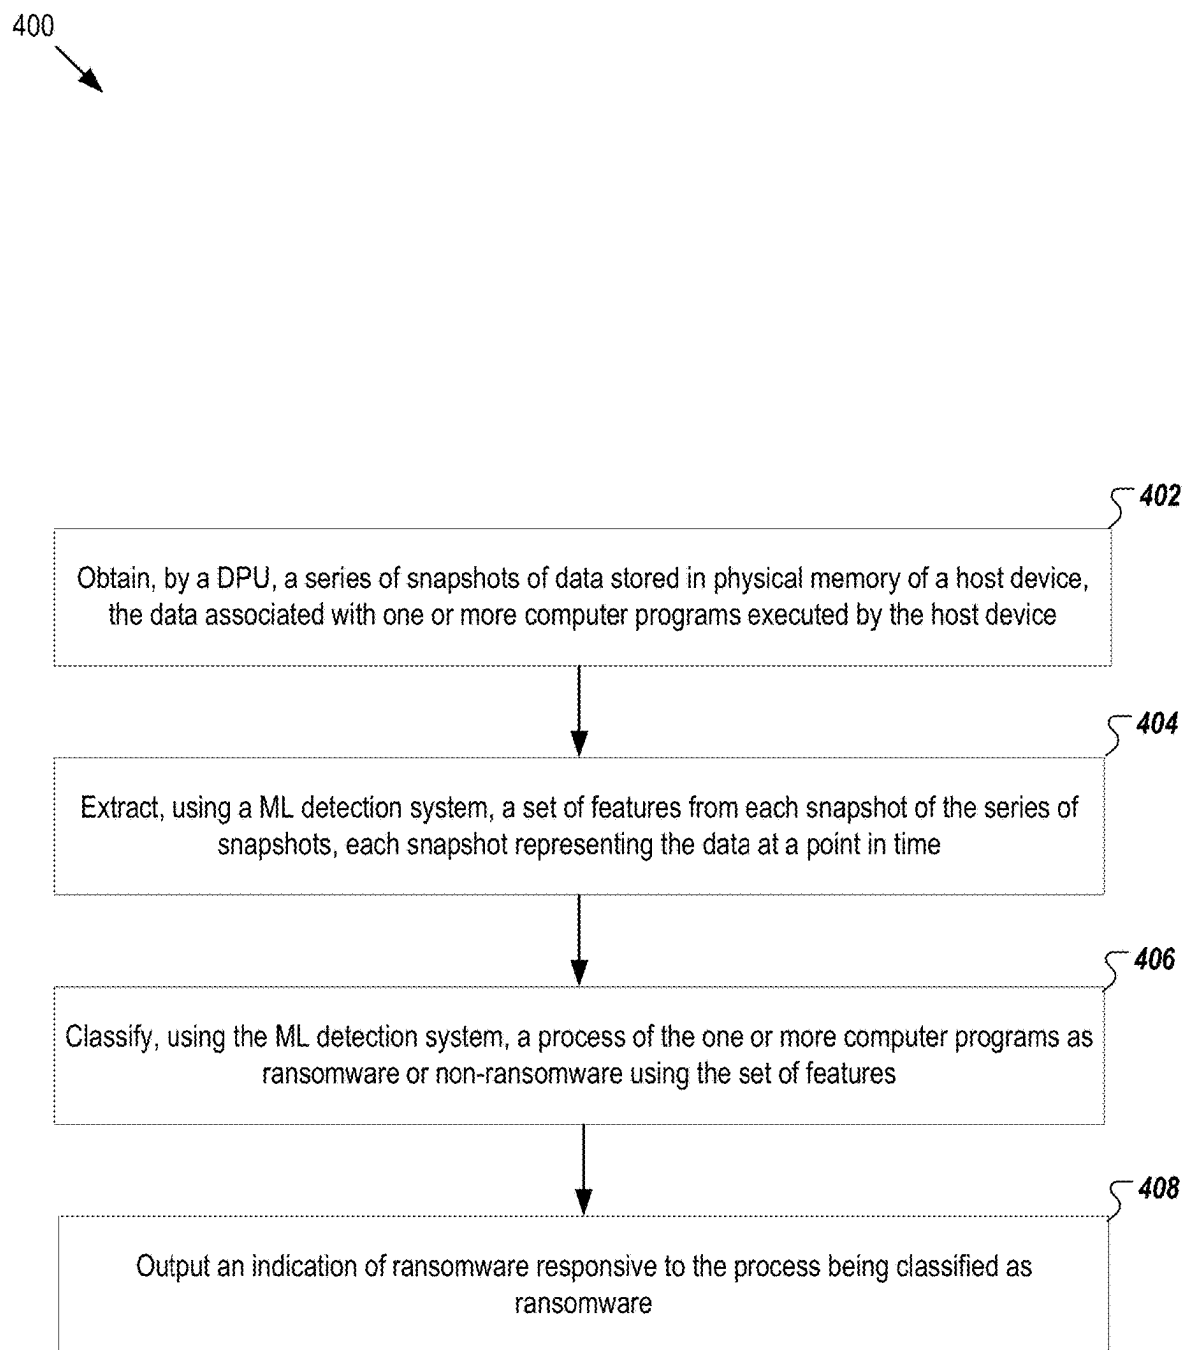 400
402
Obtain, by a DPU, a series of snapshots of data stored in physical memory of a host device,
the data associated with one or more computer programs executed by the host device
404
Extract, using a ML detection system, a set of features from each snapshot of the series of
snapshots, each snapshot representing the data at a point in time
406
Classify, using the ML detection system, a process of the one or more computer programs as
ransomware or non-ransomware using the set of features
408
Output an indication of ransomware responsive to the process being classified as
ransomware